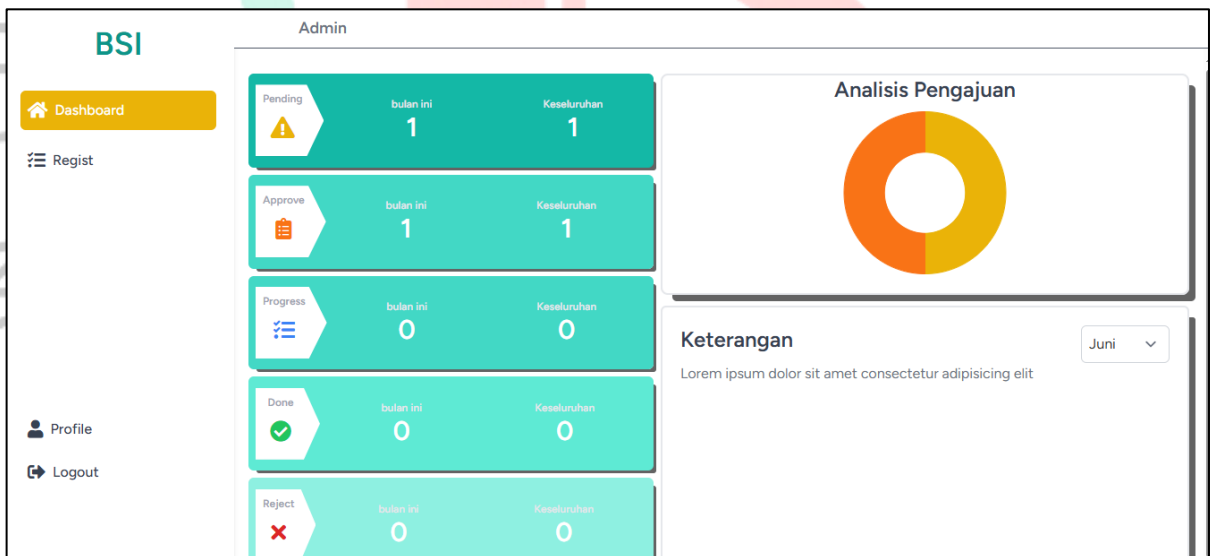 BSI
Admin
Dashboard
Regist
Profile
Logout
Pending
bulan ini
Keseluruhan
1
1
Approve
bulan ini
Keseluruhan
1
1
Progress
bulan ini
Keseluruhan
0
0
Done
bulan ini
Keseluruhan
0
0
Reject
bulan ini
Keseluruhan
0
0
Analisis Pengajuan
Keterangan
Juni
Lorem ipsum dolor sit amet consectetur adipisicing elit